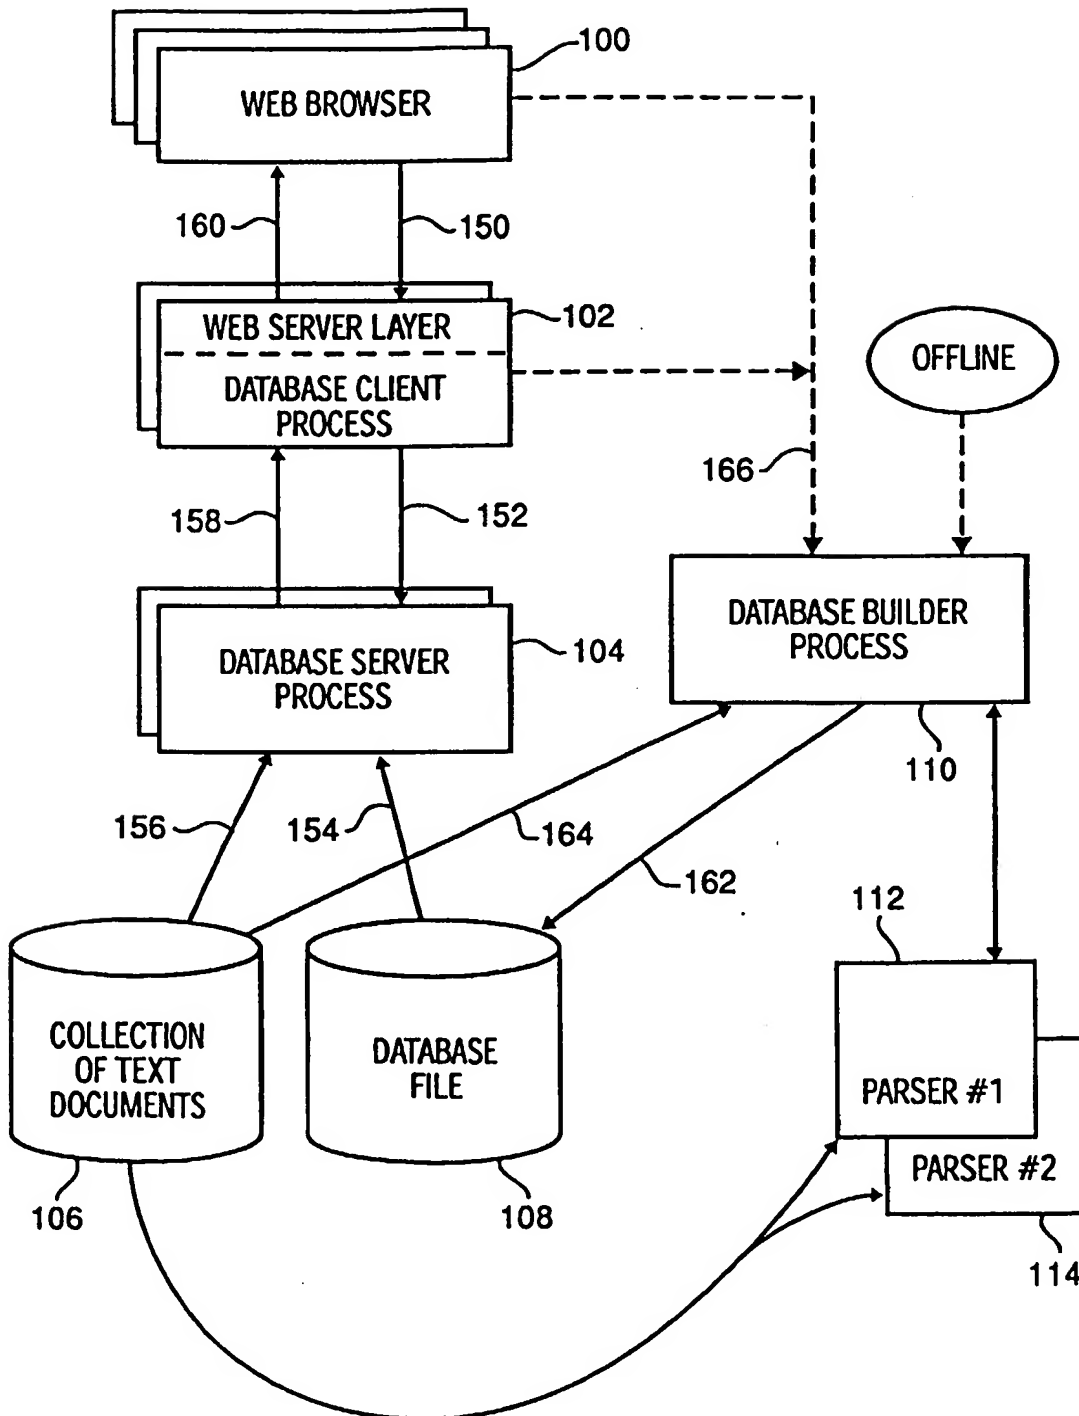 100
WEB BROWSER
160
150
WEB SERVER LAYER
102
DATABASE CLIENT
PROCESS
OFFLINE
166
158
152
DATABASE SERVER
PROCESS
104
DATABASE BUILDER
PROCESS
110
156
154
164
162
112
COLLECTION
OF TEXT
DOCUMENTS
DATABASE
FILE
PARSER #1
PARSER #2
106
108
114